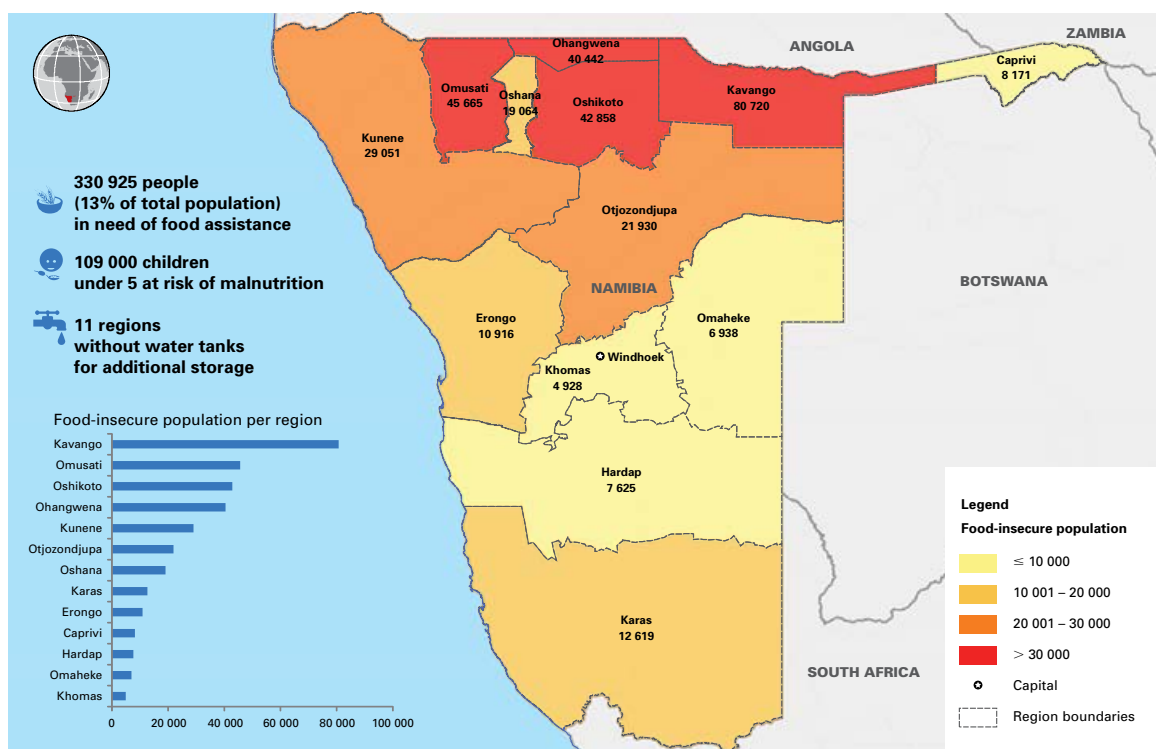 330 925 people
(13% of total population)
in need of food assistance
109 000 children
under 5 at risk of malnutrition
11 regions
without water tanks
for additional storage
Food-insecure population per region
Kavango
Omusati
Oshikoto
Ohangwena
Kunene
Otjozondjupa
Oshana
Karas
Erongo
Caprivi
Hardap
Omaheke
Khomas
0 20 000 40 000 60 000 80 000 100 000
ANGOLA
ZAMBIA
BOTSWANA
SOUTH AFRICA
NAMIBIA
Ohangwena
40 442
Omusati
45 665
Oshana
19 064
Oshikoto
42 858
Kavango
80 720
Caprivi
8 171
Kunene
29 051
Otjozondjupa
21 930
Erongo
10 916
Omaheke
6 938
Windhoek
Khomas
4 928
Hardap
7 625
Karas
12 619
Legend
Food-insecure population
≤ 10 000
10 001 – 20 000
20 001 – 30 000
> 30 000
Capital
Region boundaries